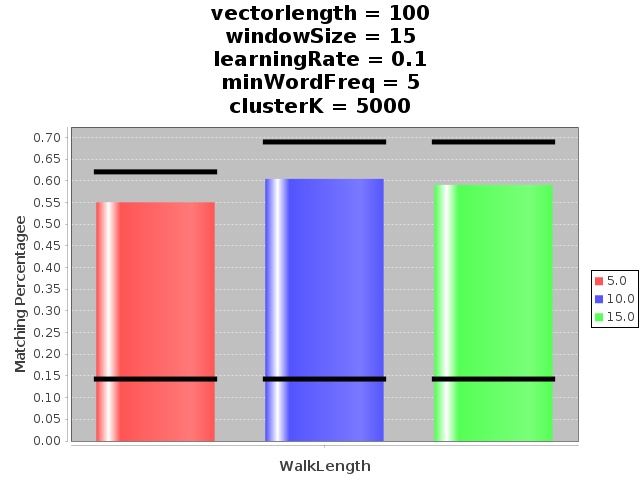 vectorlength = 100
windowSize = 15
learningRate = 0.1
minWordFreq = 5
clusterK = 5000
0.70
0.65
0.60
0.55
0.50
0.45
0.40
0.35
0.30
0.25
0.20
0.15
0.10
0.05
0.00
Matching Percentagee
WalkLength
5.0
10.0
15.0